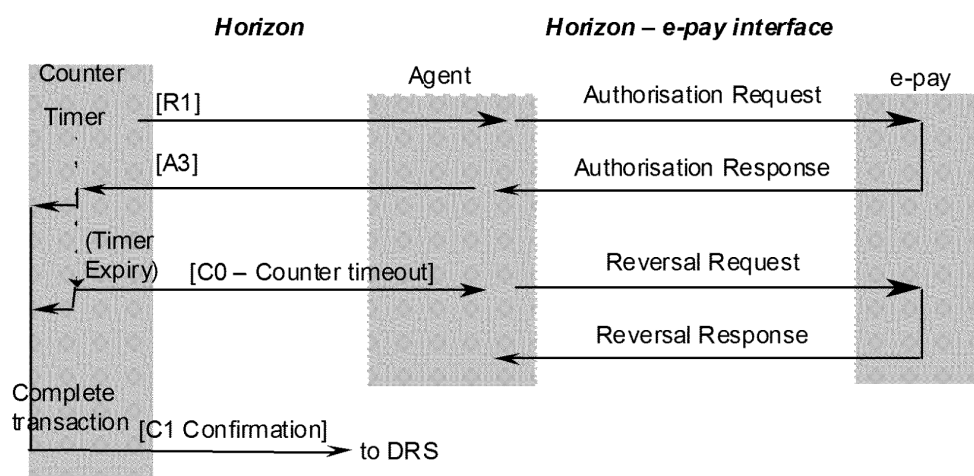 Horizon
Horizon – e-pay interface
Counter
Agent
e-pay
Timer
[R1]
Authorisation Request
[A3]
Authorisation Response
(Timer
Expiry)
[C0 – Counter timeout]
Reversal Request
Reversal Response
Complete
transaction
[C1 Confirmation]
to DRS